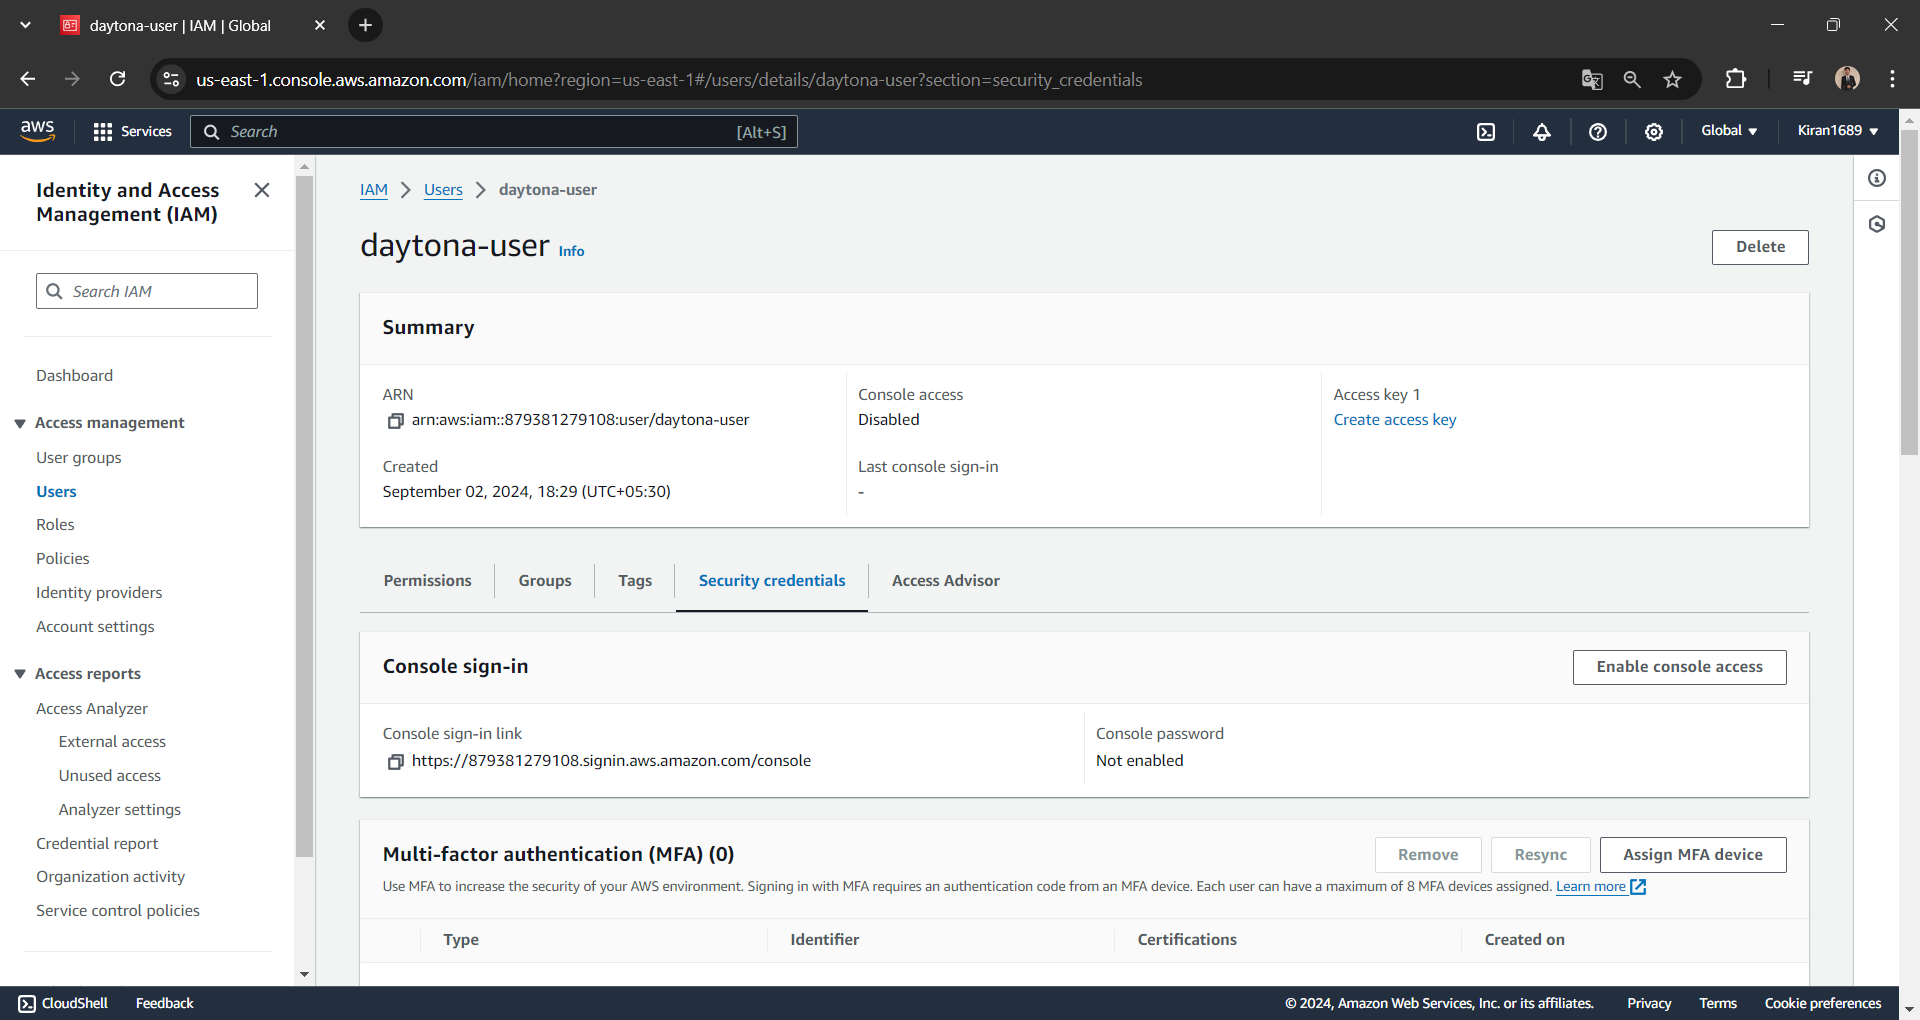 daytona-user | IAM | Global
us-east-1.console.aws.amazon.com/iam/home?region=us-east-1#/users/details/daytona-user?section=security_credentials
aws
Services
Search
[Alt+S]
Global
Kiran1689
Identity and Access
Management (IAM)
Search IAM
Dashboard
Access management
User groups
Users
Roles
Policies
Identity providers
Account settings
Access reports
Access Analyzer
External access
Unused access
Analyzer settings
Credential report
Organization activity
Service control policies
IAM
Users
daytona-user
daytona-user Info
Delete
Summary
ARN
arn:aws:iam::879381279108:user/daytona-user
Console access
Disabled
Access key 1
Create access key
Created
September 02, 2024, 18:29 (UTC+05:30)
Last console sign-in
-
Permissions
Groups
Tags
Security credentials
Access Advisor
Console sign-in
Enable console access
Console sign-in link
https://879381279108.signin.aws.amazon.com/console
Console password
Not enabled
Multi-factor authentication (MFA) (0)
Remove
Resync
Assign MFA device
Use MFA to increase the security of your AWS environment. Signing in with MFA requires an authentication code from an MFA device. Each user can have a maximum of 8 MFA devices assigned. Learn more
Type
Identifier
Certifications
Created on
CloudShell
Feedback
© 2024, Amazon Web Services, Inc. or its affiliates.
Privacy
Terms
Cookie preferences